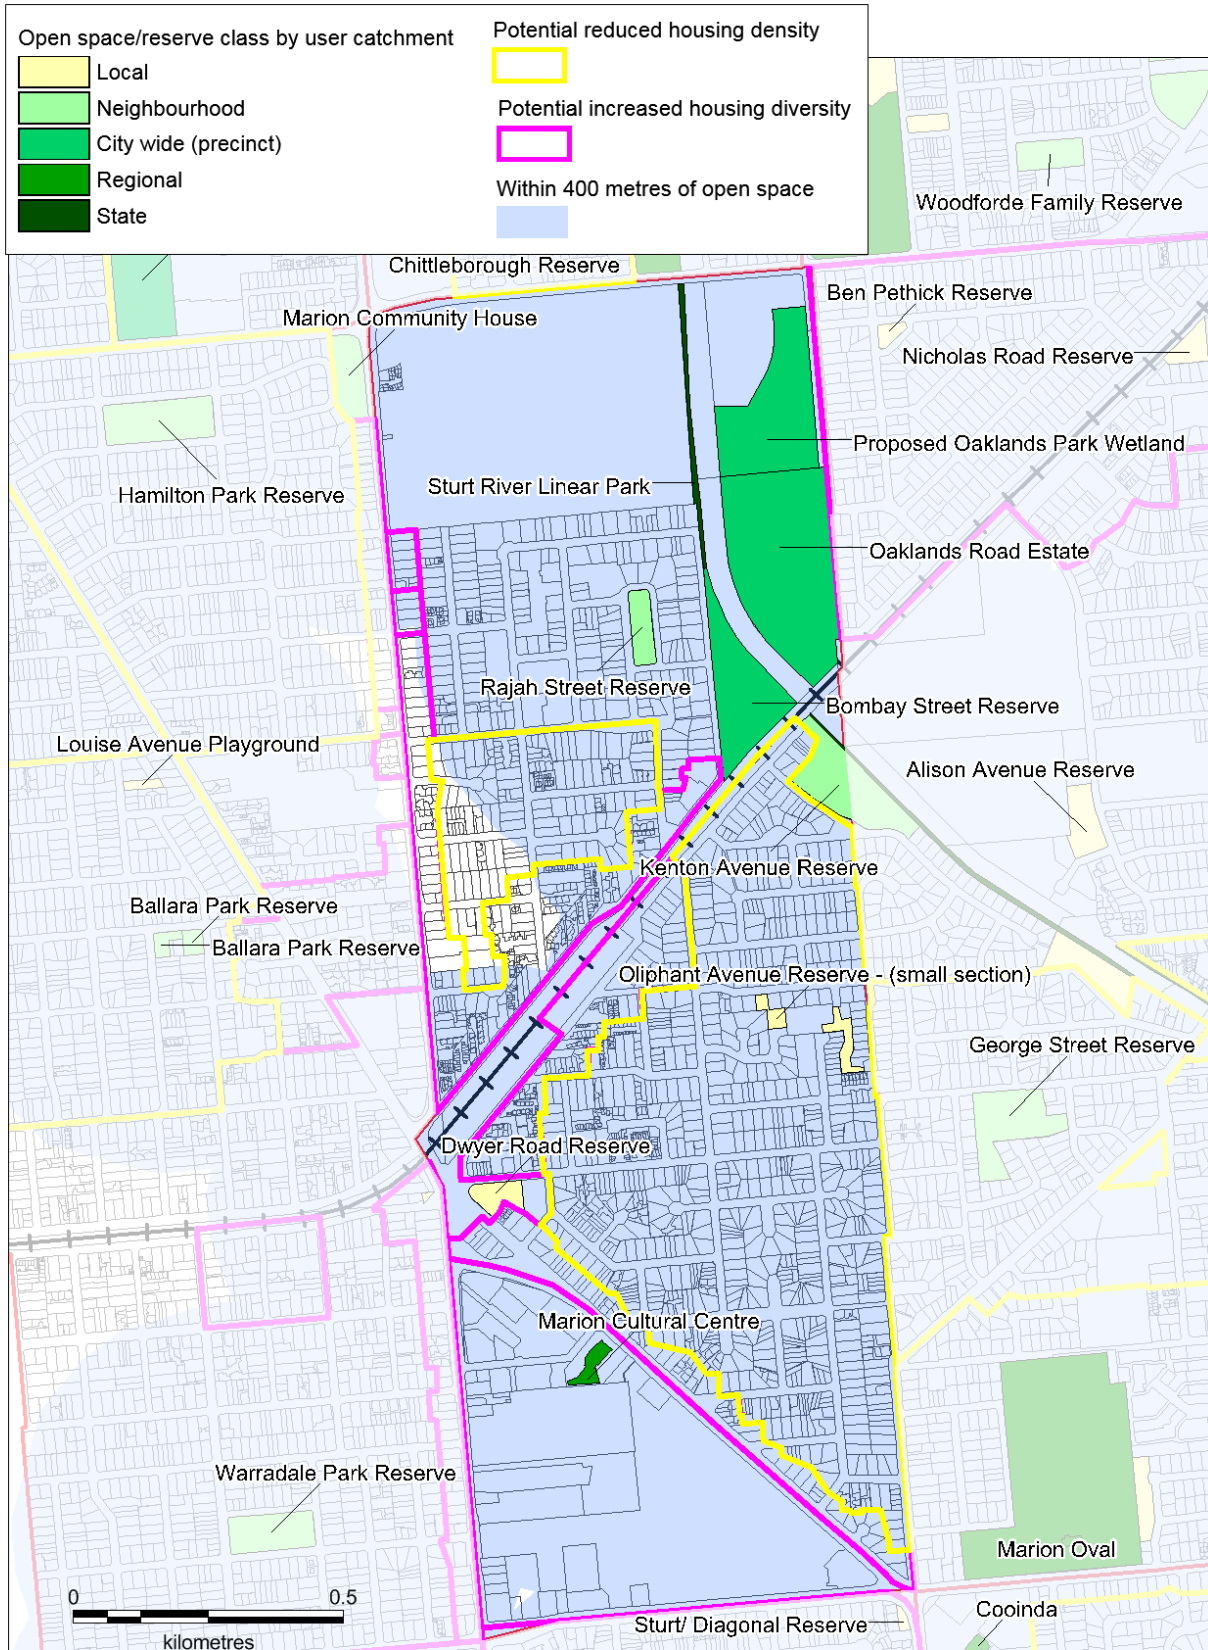 Open space/reserve class by user catchment
Local
Neighbourhood
City wide (precinct)
Regional
State
Potential reduced housing density
Potential increased housing diversity
Within 400 metres of open space
Woodforde Family Reserve
Chittleborough Reserve
Ben Pethick Reserve
Marion Community House
Nicholas Road Reserve
Proposed Oaklands Park Wetland
Sturt River Linear Park
Hamilton Park Reserve
Oaklands Road Estate
Rajah Street Reserve
Bombay Street Reserve
Louise Avenue Playground
Alison Avenue Reserve
Kenton Avenue Reserve
Ballara Park Reserve
Ballara Park Reserve
Oliphant Avenue Reserve - (small section)
George Street Reserve
Dwyer Road Reserve
Marion Cultural Centre
Warradale Park Reserve
Marion Oval
0 0.5
kilometres
Cooinda
Sturt/ Diagonal Reserve